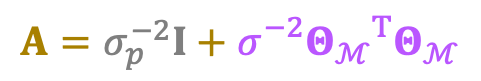 𝐀 = σₚ⁻²𝐈 + σ⁻²𝚯_ℳᵀ𝚯_ℳ